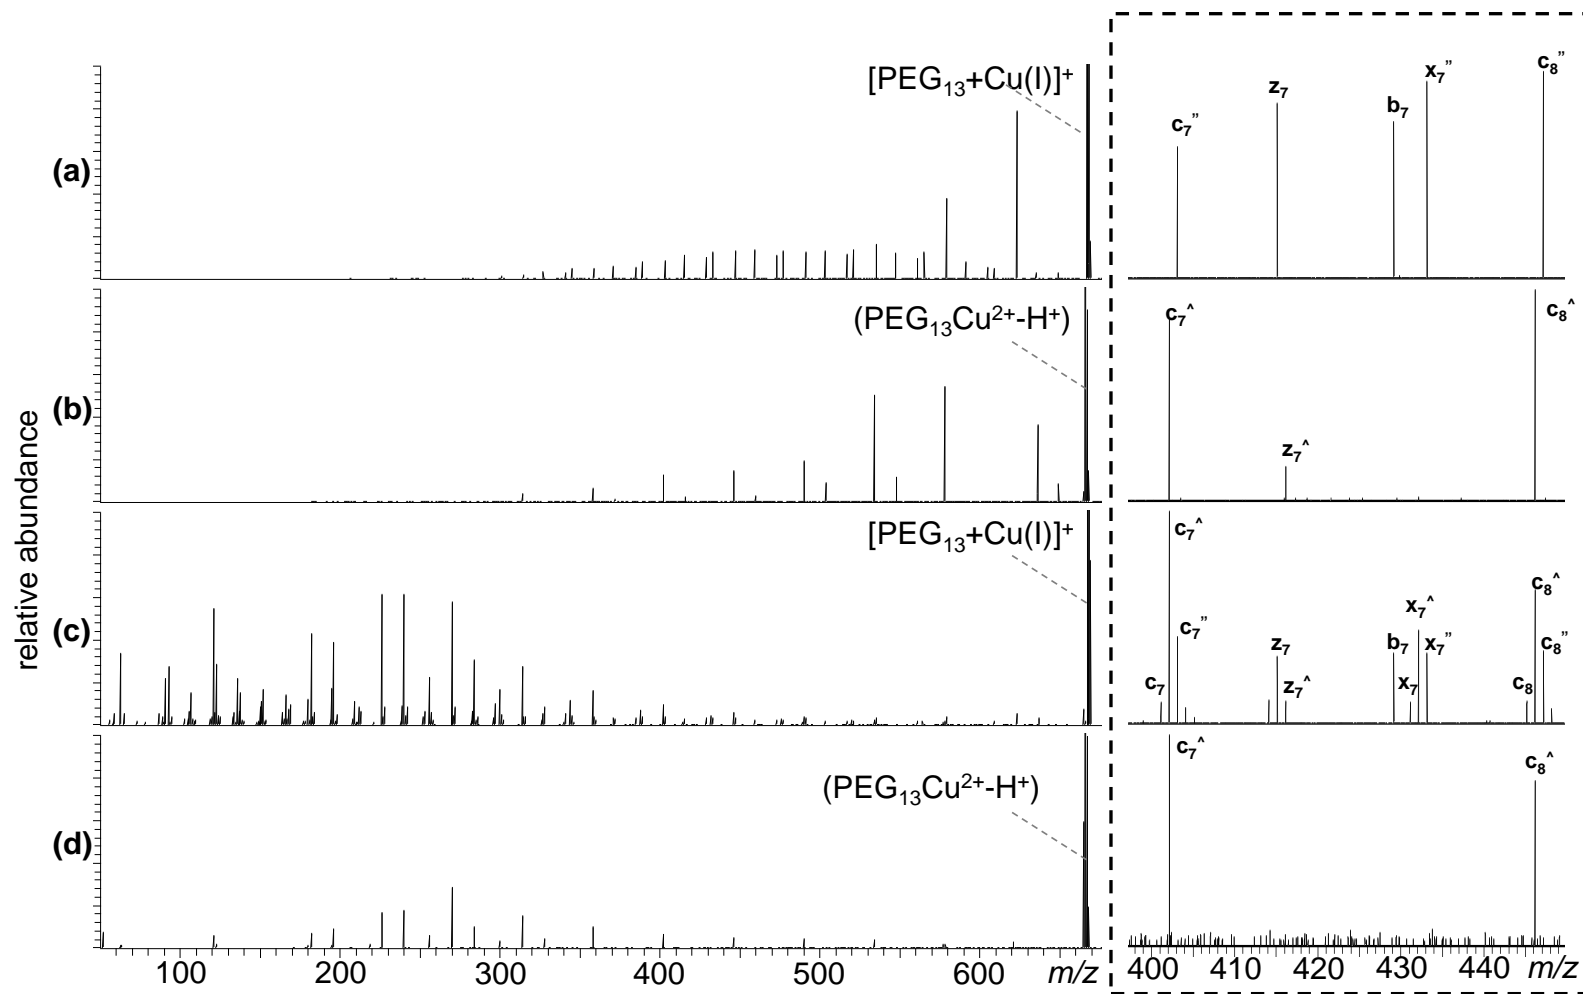 relative abundance
(a)
[PEG₁₃+Cu(I)]⁺
c₇”
z₇
b₇
x₇”
c₈”
(b)
(PEG₁₃Cu²⁺-H⁺)
c₇^
z₇^
c₈^
(c)
[PEG₁₃+Cu(I)]⁺
c₇
c₇^
c₇”
z₇
z₇^
b₇
x₇
x₇^
x₇”
c₈
c₈^
c₈”
(d)
(PEG₁₃Cu²⁺-H⁺)
c₇^
c₈^
100 200 300 400 500 600 m/z
400 410 420 430 440 m/z